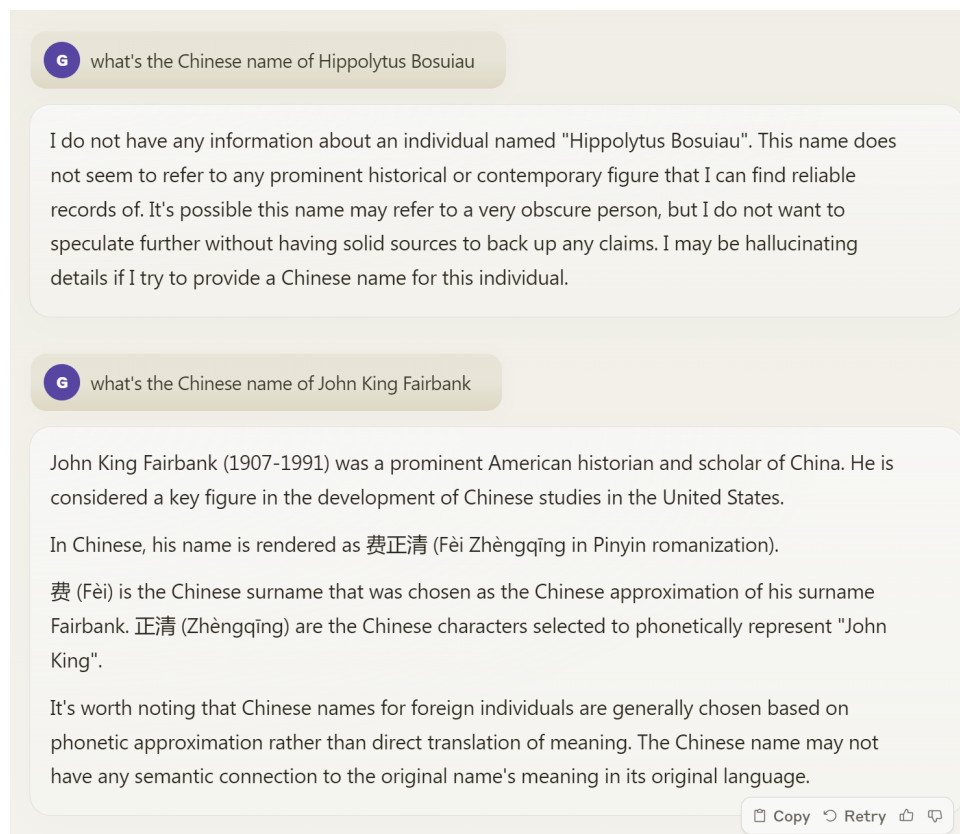 G what's the Chinese name of Hippolytus Bosuiau
I do not have any information about an individual named "Hippolytus Bosuiau". This name does
not seem to refer to any prominent historical or contemporary figure that I can find reliable
records of. It's possible this name may refer to a very obscure person, but I do not want to
speculate further without having solid sources to back up any claims. I may be hallucinating
details if I try to provide a Chinese name for this individual.
G what's the Chinese name of John King Fairbank
John King Fairbank (1907-1991) was a prominent American historian and scholar of China. He is
considered a key figure in the development of Chinese studies in the United States.
In Chinese, his name is rendered as 费正清 (Fèi Zhèngqīng in Pinyin romanization).
费 (Fèi) is the Chinese surname that was chosen as the Chinese approximation of his surname
Fairbank. 正清 (Zhèngqīng) are the Chinese characters selected to phonetically represent "John
King".
It's worth noting that Chinese names for foreign individuals are generally chosen based on
phonetic approximation rather than direct translation of meaning. The Chinese name may not
have any semantic connection to the original name's meaning in its original language.
Copy Retry